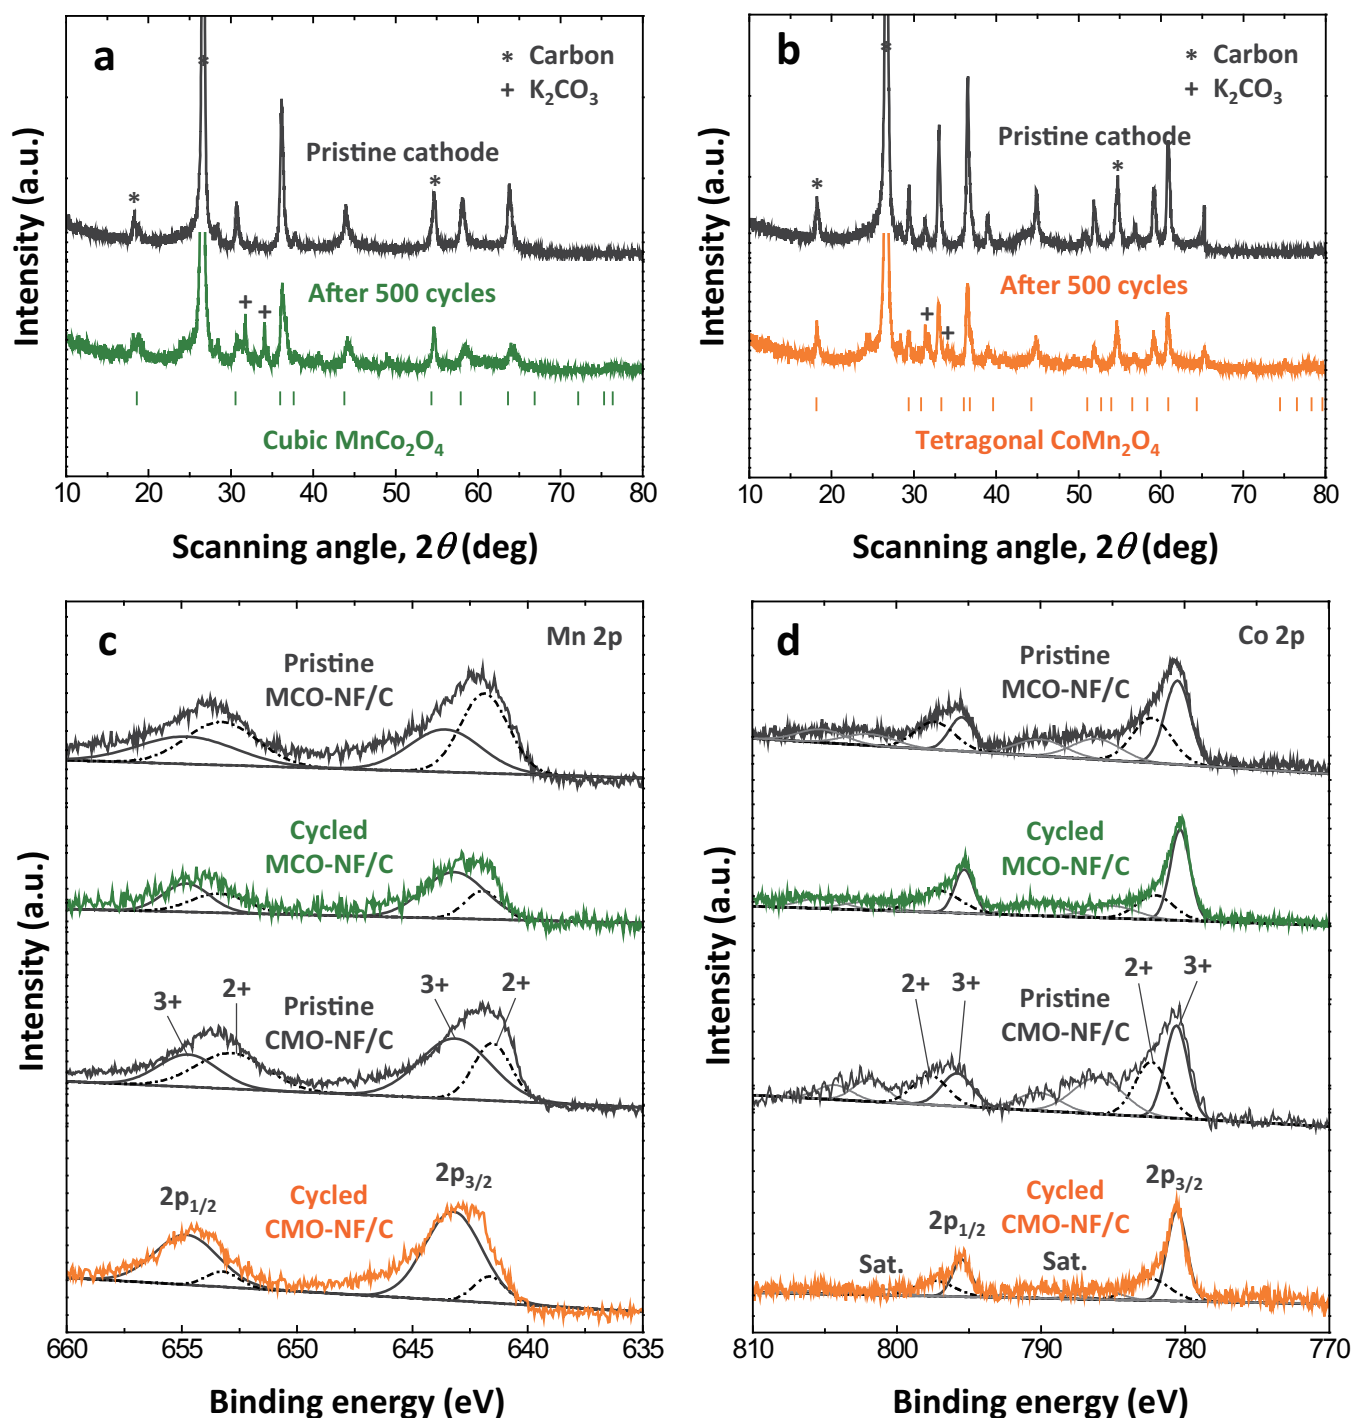 a
* Carbon
+ K₂CO₃
*
Pristine cathode
* *
After 500 cycles
+ +
Cubic MnCo₂O₄
10 20 30 40 50 60 70 80
Scanning angle, 2θ (deg)
Intensity (a.u.)
b
* Carbon
+ K₂CO₃
*
Pristine cathode
* *
After 500 cycles
+ +
Tetragonal CoMn₂O₄
10 20 30 40 50 60 70 80
Scanning angle, 2θ (deg)
Intensity (a.u.)
c
Mn 2p
Pristine
MCO-NF/C
Cycled
MCO-NF/C
3+ 2+ 3+ 2+
Pristine
CMO-NF/C
2p₁/₂ 2p₃/₂
Cycled
CMO-NF/C
660 655 650 645 640 635
Binding energy (eV)
Intensity (a.u.)
d
Co 2p
Pristine
MCO-NF/C
Cycled
MCO-NF/C
2+ 3+ 2+ 3+
Pristine
CMO-NF/C
2p₁/₂ 2p₃/₂
Cycled
CMO-NF/C
Sat. Sat.
810 800 790 780 770
Binding energy (eV)
Intensity (a.u.)